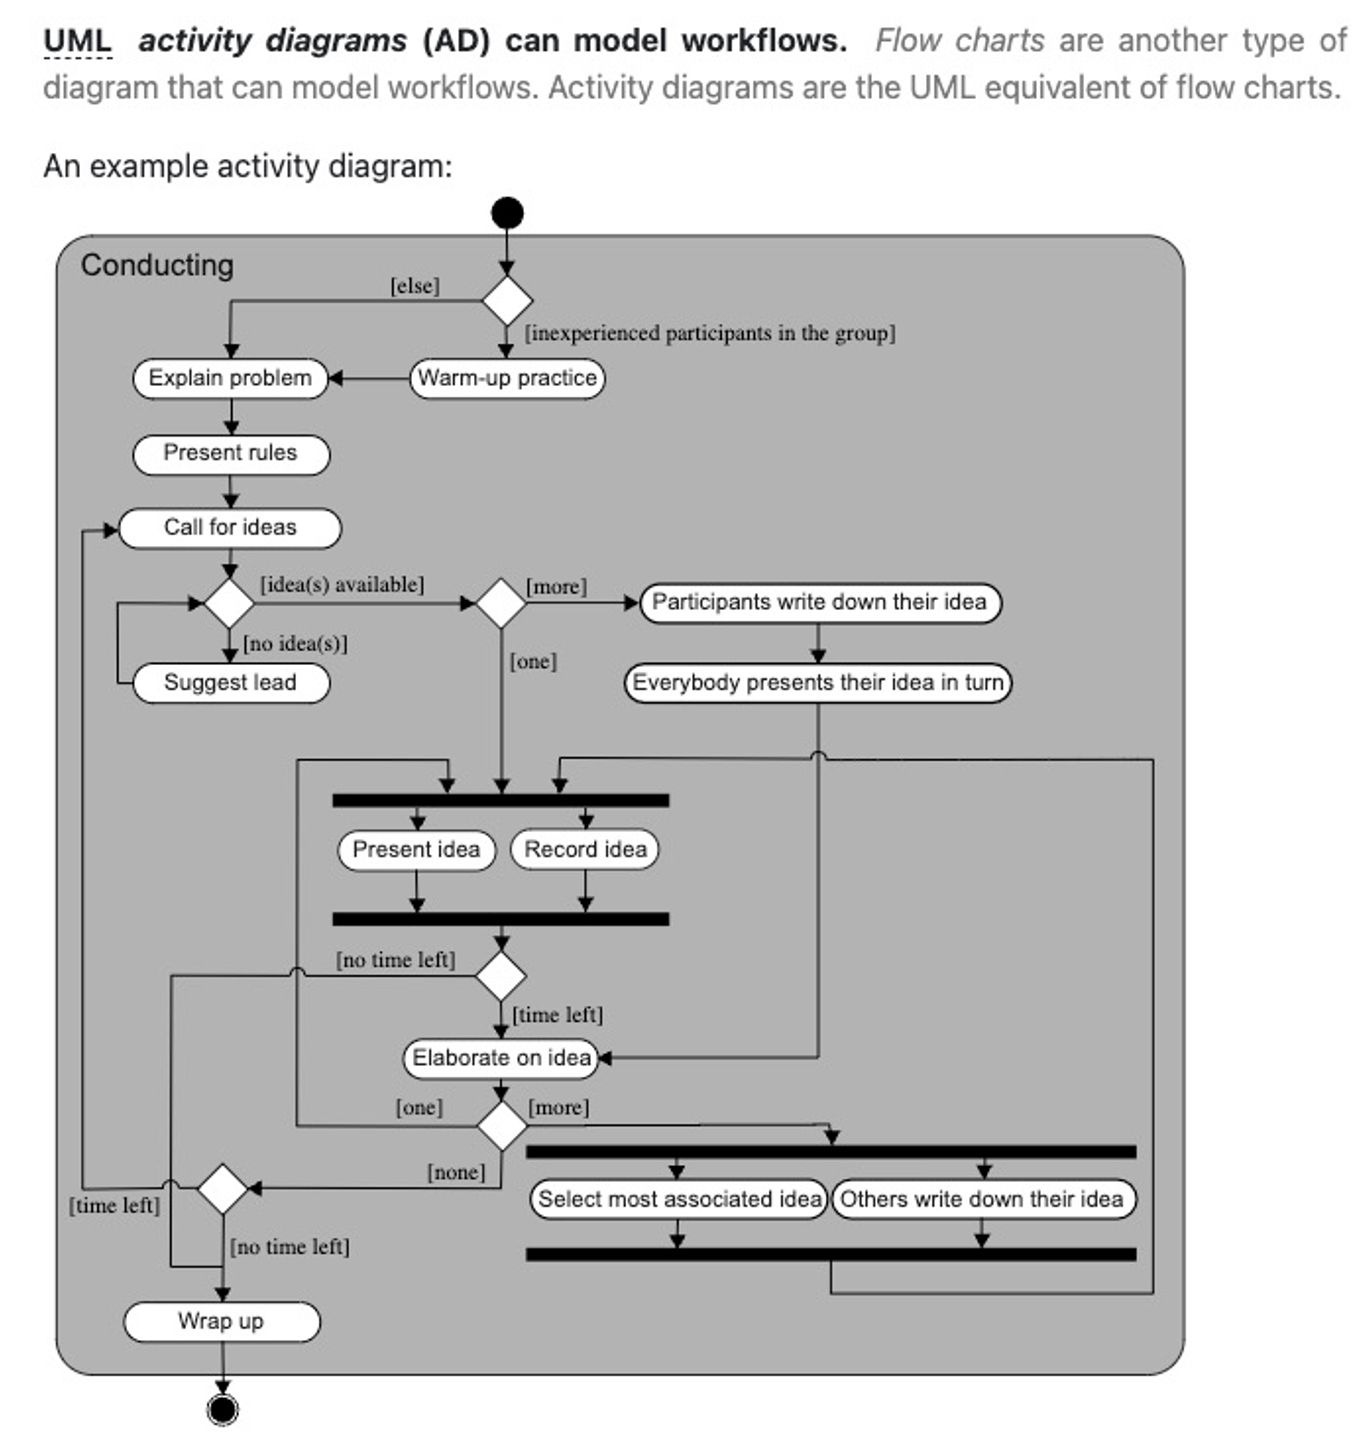 UML activity diagrams (AD) can model workflows. Flow charts are another type of
diagram that can model workflows. Activity diagrams are the UML equivalent of flow charts.
An example activity diagram:
Conducting
[else]
[inexperienced participants in the group]
Explain problem
Warm-up practice
Present rules
Call for ideas
[idea(s) available]
[more]
Participants write down their idea
[no idea(s)]
[one]
Suggest lead
Everybody presents their idea in turn
Present idea
Record idea
[no time left]
[time left]
Elaborate on idea
[one]
[more]
[none]
Select most associated idea
Others write down their idea
[time left]
[no time left]
Wrap up